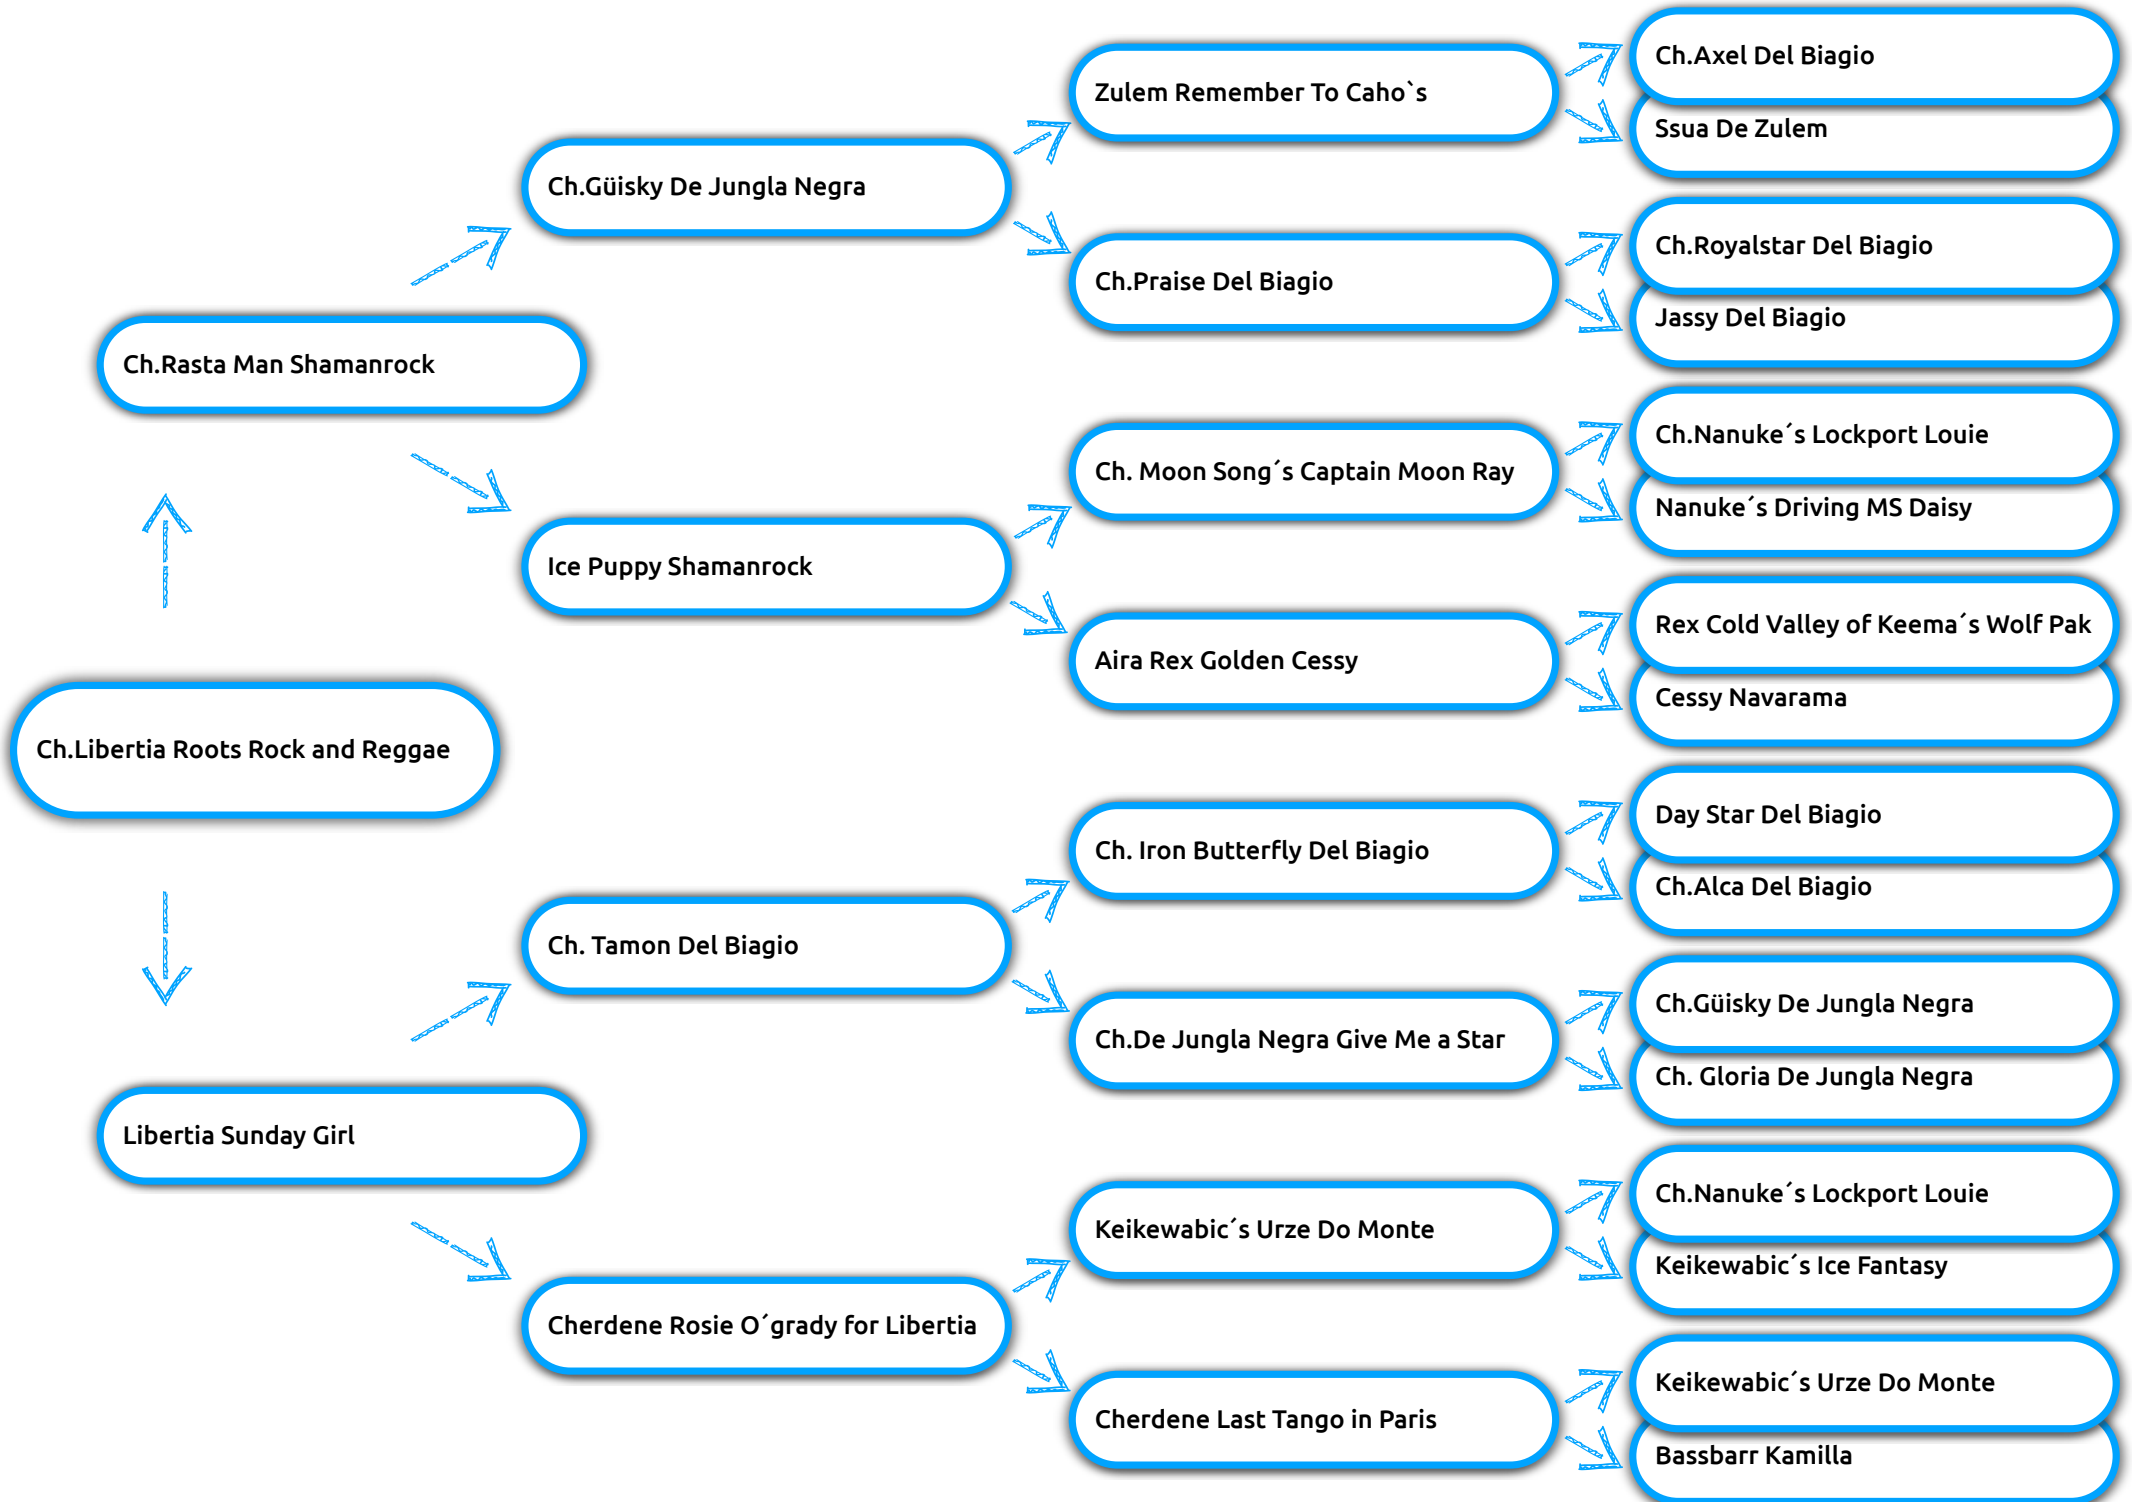 Ch.Axel Del Biagio
Zulem Remember To Caho`s
Ssua De Zulem
Ch.Güisky De Jungla Negra
Ch.Royalstar Del Biagio
Ch.Praise Del Biagio
Jassy Del Biagio
Ch.Rasta Man Shamanrock
Ch.Nanuke´s Lockport Louie
Ch. Moon Song´s Captain Moon Ray
Nanuke´s Driving MS Daisy
Ice Puppy Shamanrock
Rex Cold Valley of Keema´s Wolf Pak
Aira Rex Golden Cessy
Cessy Navarama
Ch.Libertia Roots Rock and Reggae
Day Star Del Biagio
Ch. Iron Butterfly Del Biagio
Ch.Alca Del Biagio
Ch. Tamon Del Biagio
Ch.Güisky De Jungla Negra
Ch.De Jungla Negra Give Me a Star
Ch. Gloria De Jungla Negra
Libertia Sunday Girl
Ch.Nanuke´s Lockport Louie
Keikewabic´s Urze Do Monte
Keikewabic´s Ice Fantasy
Cherdene Rosie O´grady for Libertia
Keikewabic´s Urze Do Monte
Cherdene Last Tango in Paris
Bassbarr Kamilla